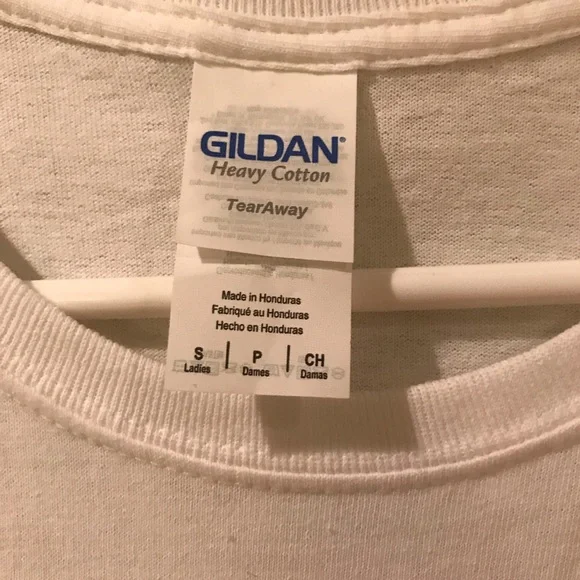 GILDAN®
Heavy Cotton
TearAway
Made in Honduras
Fabriqué au Honduras
Hecho en Honduras
S | P | CH
Ladies Dames Damas